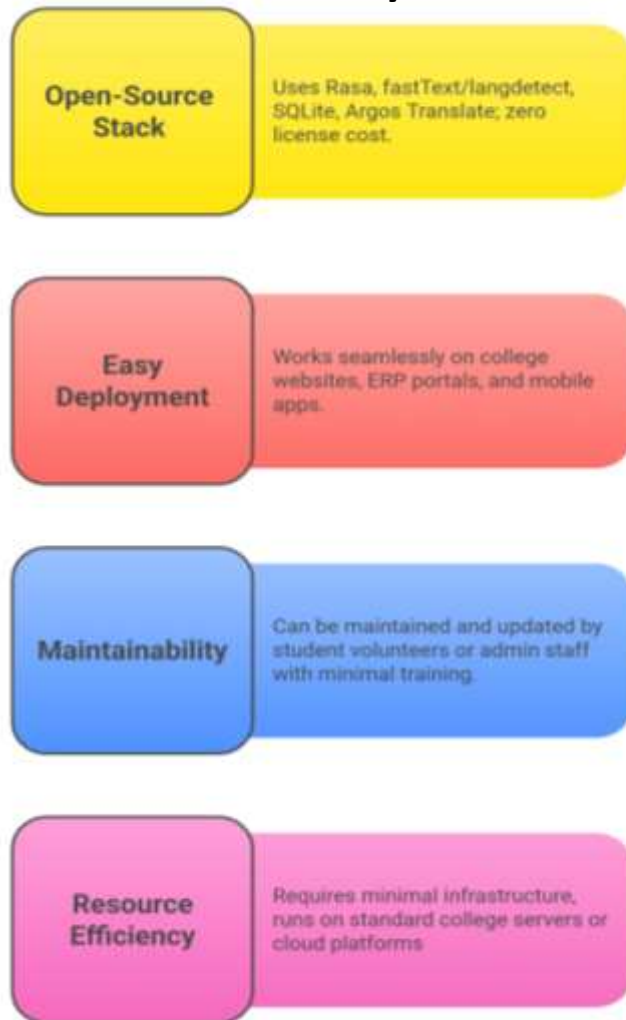 Open-Source
Stack
Uses Rasa, fastText/langdetect,
SQLite, Argos Translate; zero
license cost.
Easy
Deployment
Works seamlessly on college
websites, ERP portals, and mobile
apps.
Maintainability
Can be maintained and updated by
student volunteers or admin staff
with minimal training.
Resource
Efficiency
Requires minimal infrastructure,
runs on standard college servers or
cloud platforms